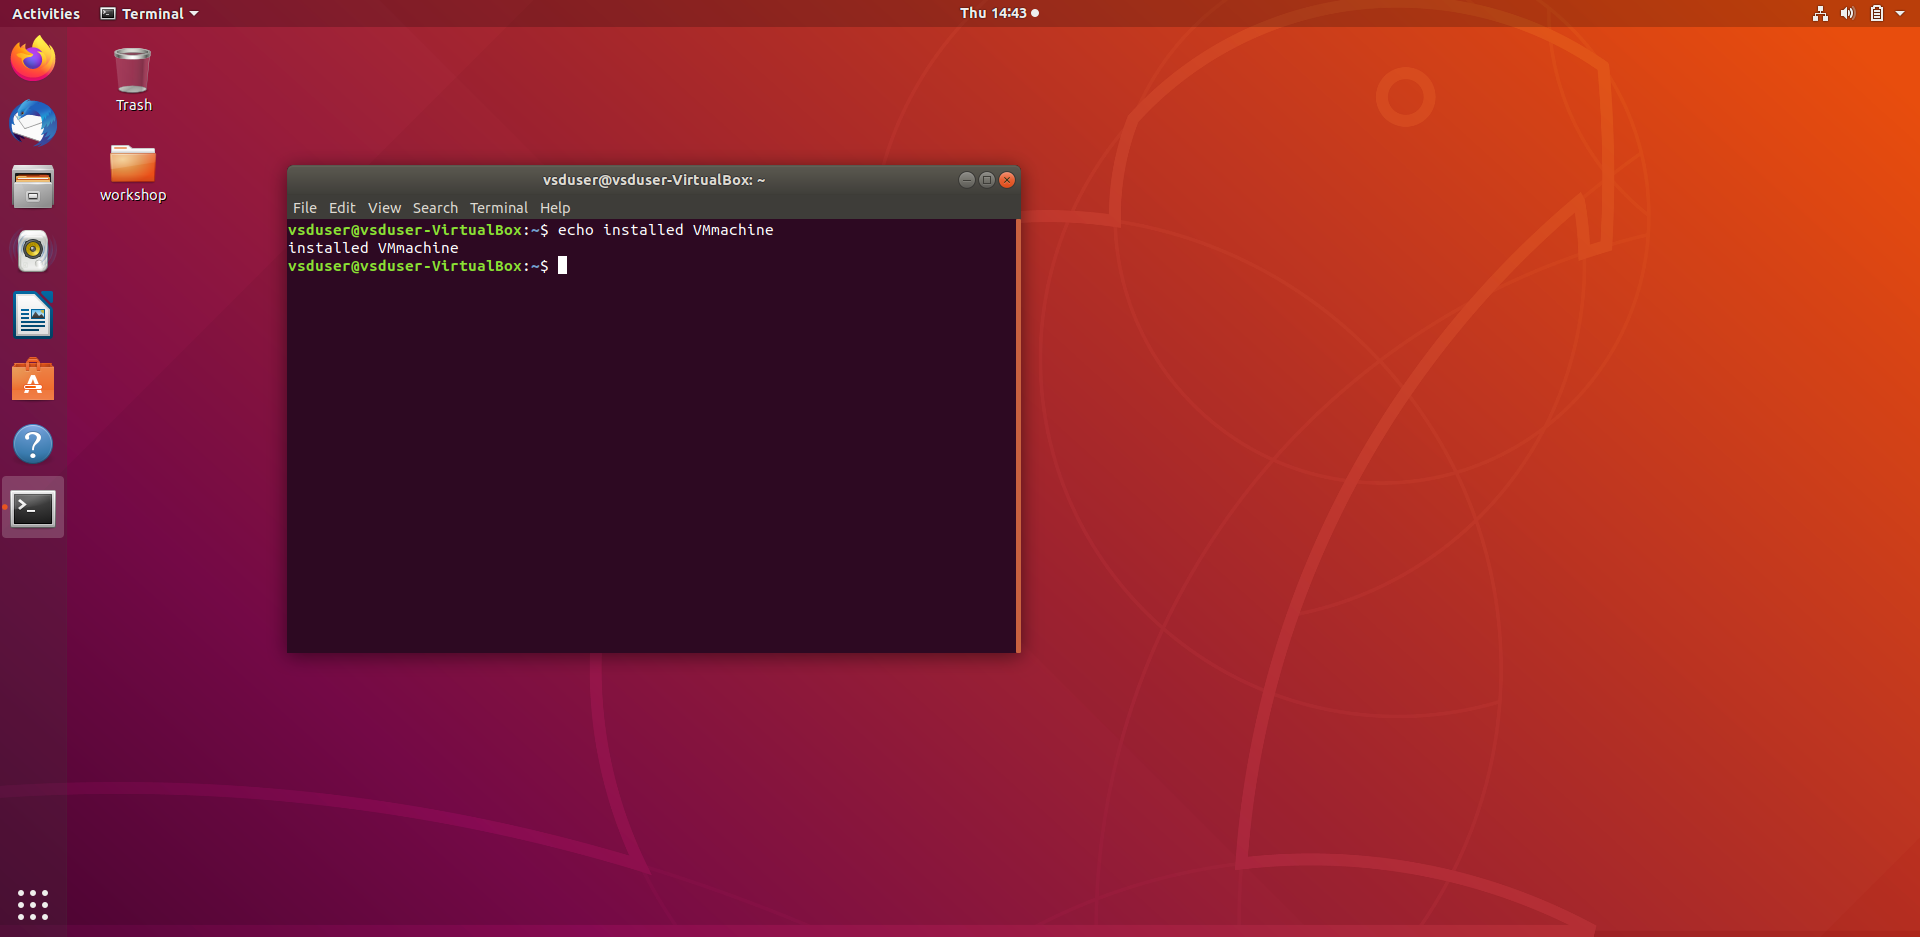 Activities Terminal Thu 14:43
Trash
workshop
vsduser@vsduser-VirtualBox: ~
File Edit View Search Terminal Help
vsduser@vsduser-VirtualBox:~$ echo installed VMmachine
installed VMmachine
vsduser@vsduser-VirtualBox:~$